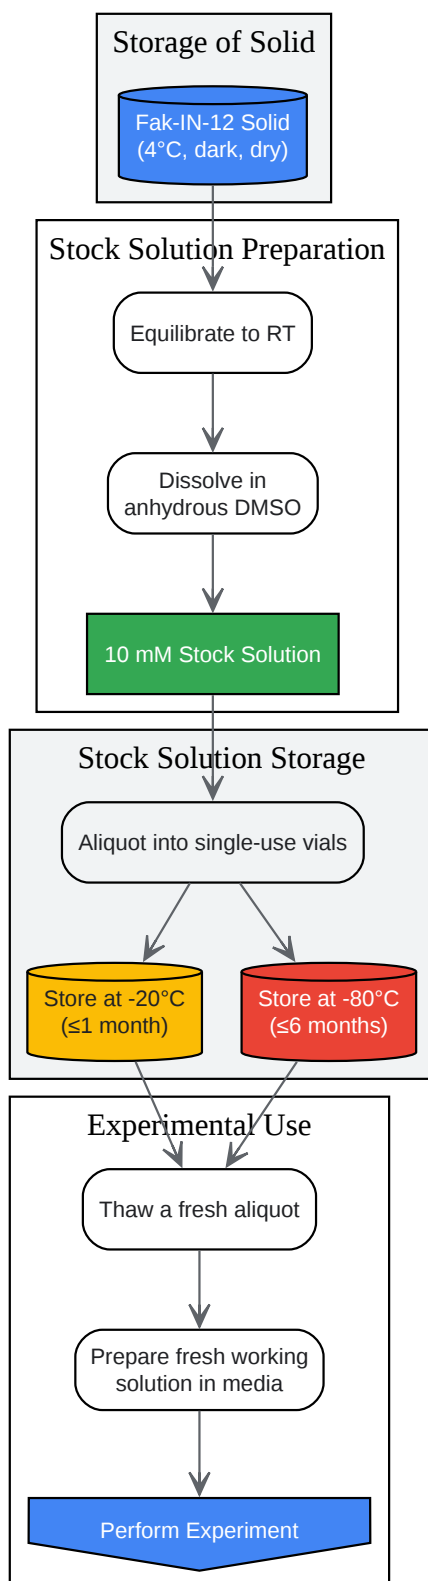 Storage of Solid
Fak-IN-12 Solid
(4°C, dark, dry)
Stock Solution Preparation
Equilibrate to RT
Dissolve in
anhydrous DMSO
10 mM Stock Solution
Stock Solution Storage
Aliquot into single-use vials
Store at -20°C
(≤1 month)
Store at -80°C
(≤6 months)
Experimental Use
Thaw a fresh aliquot
Prepare fresh working
solution in media
Perform Experiment